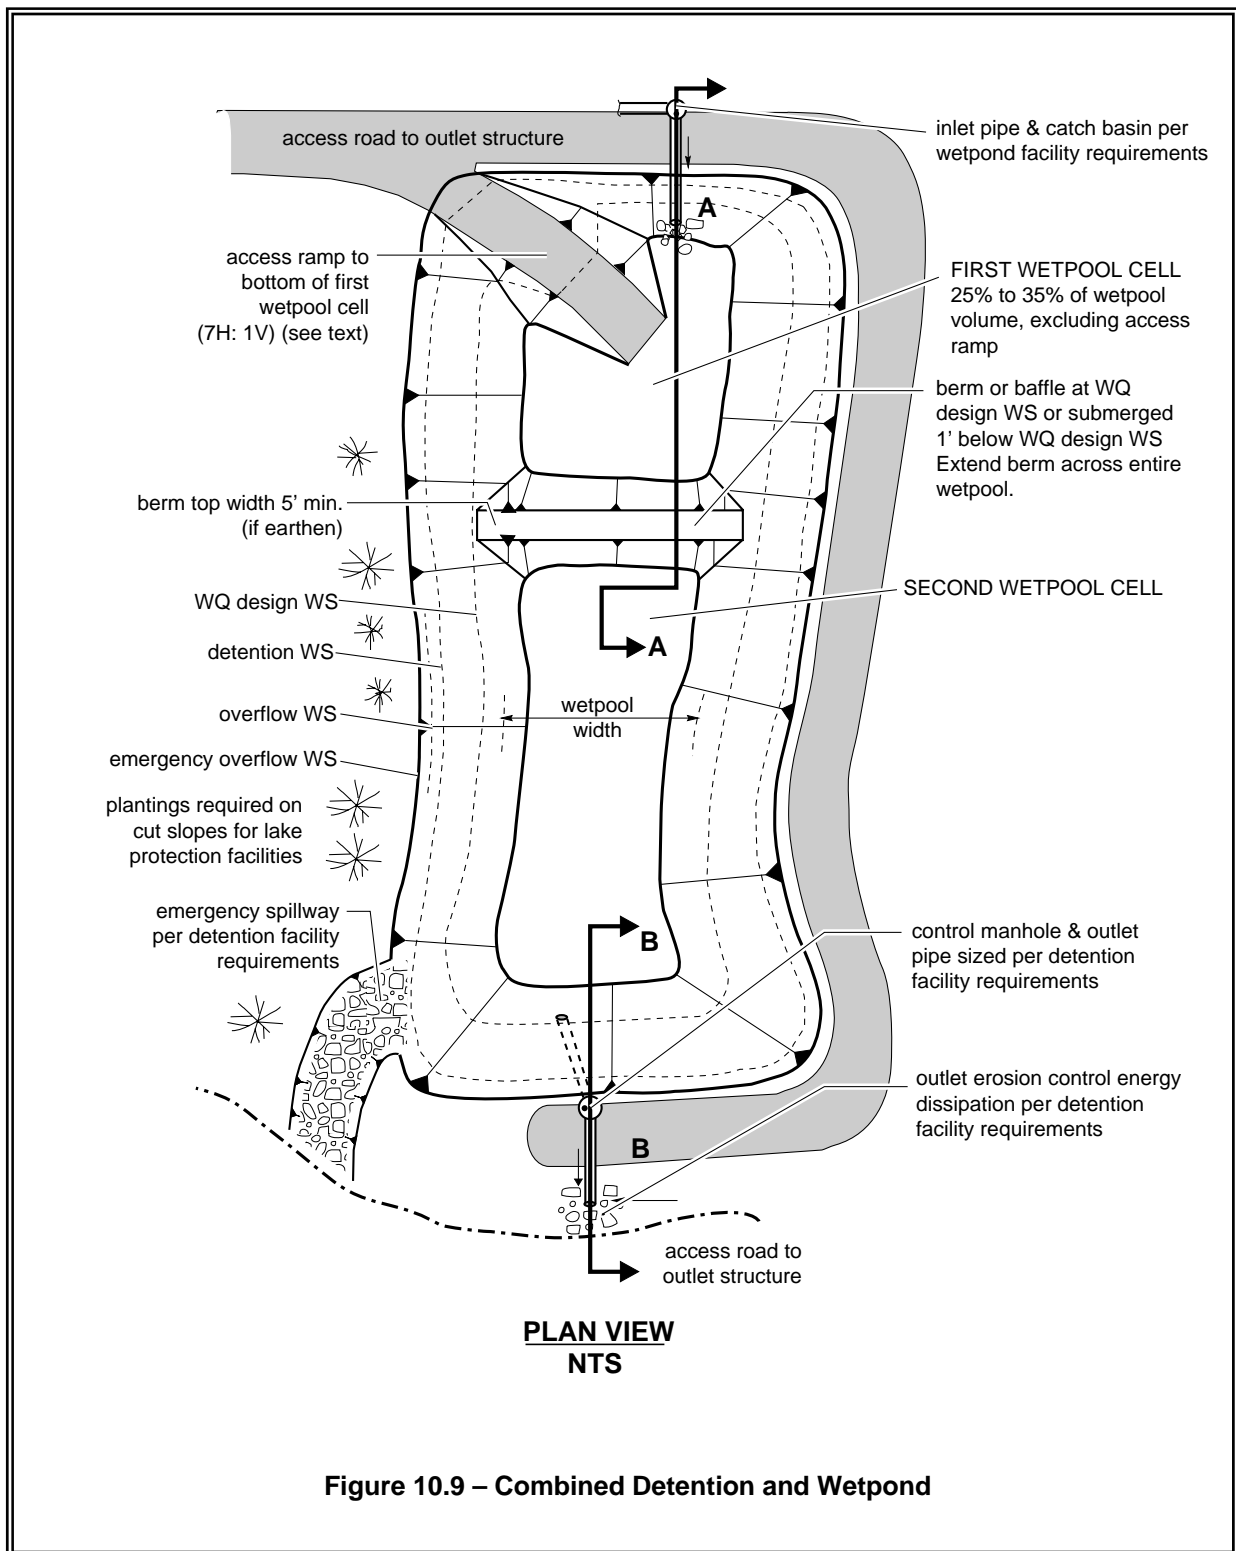 access road to outlet structure
inlet pipe & catch basin per
wetpond facility requirements
A
access ramp to
bottom of first
wetpool cell
(7H: 1V) (see text)
FIRST WETPOOL CELL
25% to 35% of wetpool
volume, excluding access
ramp
berm or baffle at WQ
design WS or submerged
1' below WQ design WS
Extend berm across entire
wetpool.
berm top width 5' min.
(if earthen)
WQ design WS
SECOND WETPOOL CELL
A
detention WS
overflow WS
wetpool
width
emergency overflow WS
plantings required on
cut slopes for lake
protection facilities
emergency spillway
per detention facility
requirements
B
control manhole & outlet
pipe sized per detention
facility requirements
outlet erosion control energy
dissipation per detention
facility requirements
B
access road to
outlet structure
PLAN VIEW
NTS
Figure 10.9 – Combined Detention and Wetpond